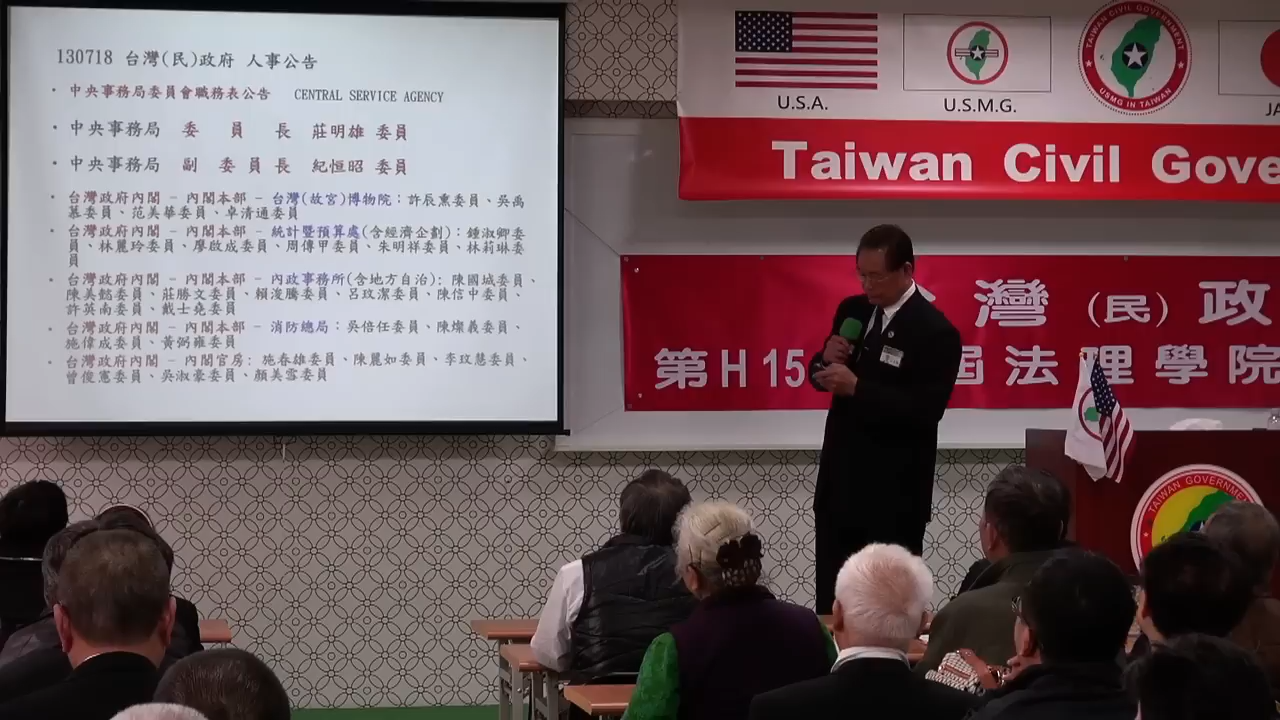 130718 台灣(民)政府 人事公告
• 中央事務局委員會職務表公告 CENTRAL SERVICE AGENCY
• 中央事務局 委 員 長 莊明雄 委員
• 中央事務局 副 委 員 長 紀恒昭 委員
• 台灣政府內閣 – 內閣本部 – 台灣(故宮)博物院：許辰熏委員、吳禹
慕委員、范美華委員、卓清通委員
• 台灣政府內閣 – 內閣本部 – 統計暨預算處(含經濟企劃)：鍾淑卿委
員、林麗玲委員、廖啟成委員、周傳甲委員、朱明祥委員、林莉琳委
員
• 台灣政府內閣 – 內閣本部 – 內政事務所(含地方自治)：陳國城委員、
陳美懿委員、莊勝文委員、賴浚騰委員、呂玫潔委員、陳信中委員、
許英南委員、戴士堯委員
• 台灣政府內閣 – 內閣本部 – 消防總局：吳倍任委員、陳燦義委員、
施偉成委員、黃弼雍委員
• 台灣政府內閣 – 內閣官房：施春雄委員、陳麗如委員、李玟慧委員、
曾俊憲委員、吳淑豪委員、顏美雪委員
U.S.A.
U.S.M.G.
TAIWAN CIVIL GOVERNMENT
USMG IN TAIWAN
JA
Taiwan Civil Gove
灣 (民) 政
第H15 屆法理學院
TAIWAN GOVERNMENT